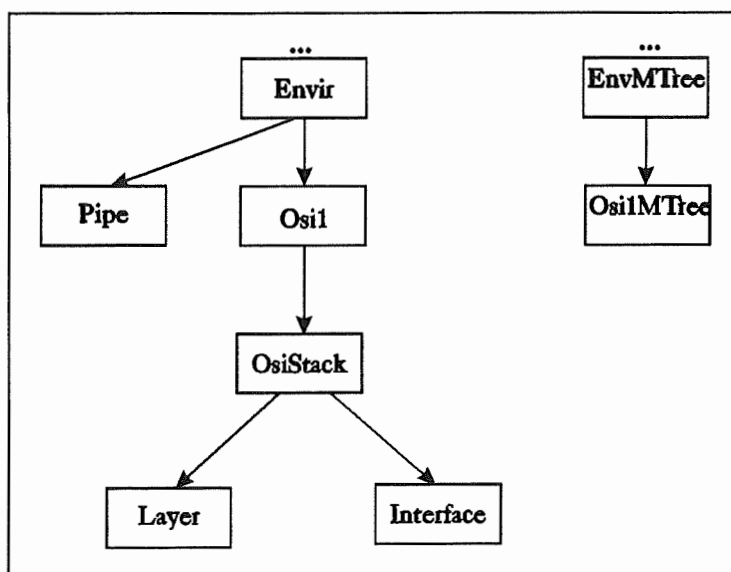 ... ...
Envir EnvMTree
Pipe Osi1 Osi1MTree
OsiStack
Layer Interface